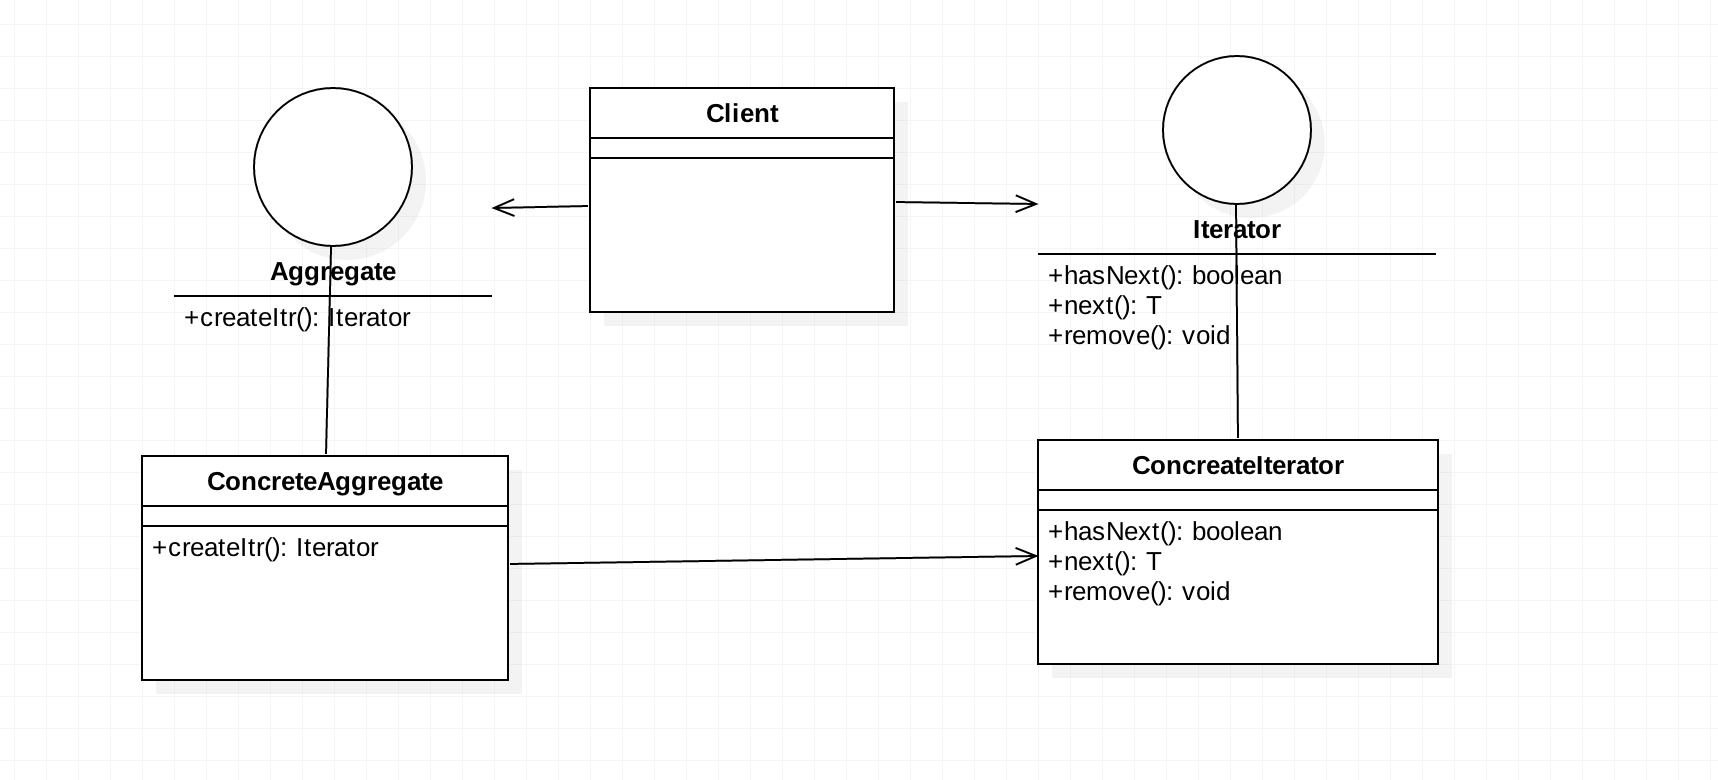 Client
Aggregate
+createItr(): Iterator
Iterator
+hasNext(): boolean
+next(): T
+remove(): void
ConcreteAggregate
+createItr(): Iterator
ConcreateIterator
+hasNext(): boolean
+next(): T
+remove(): void